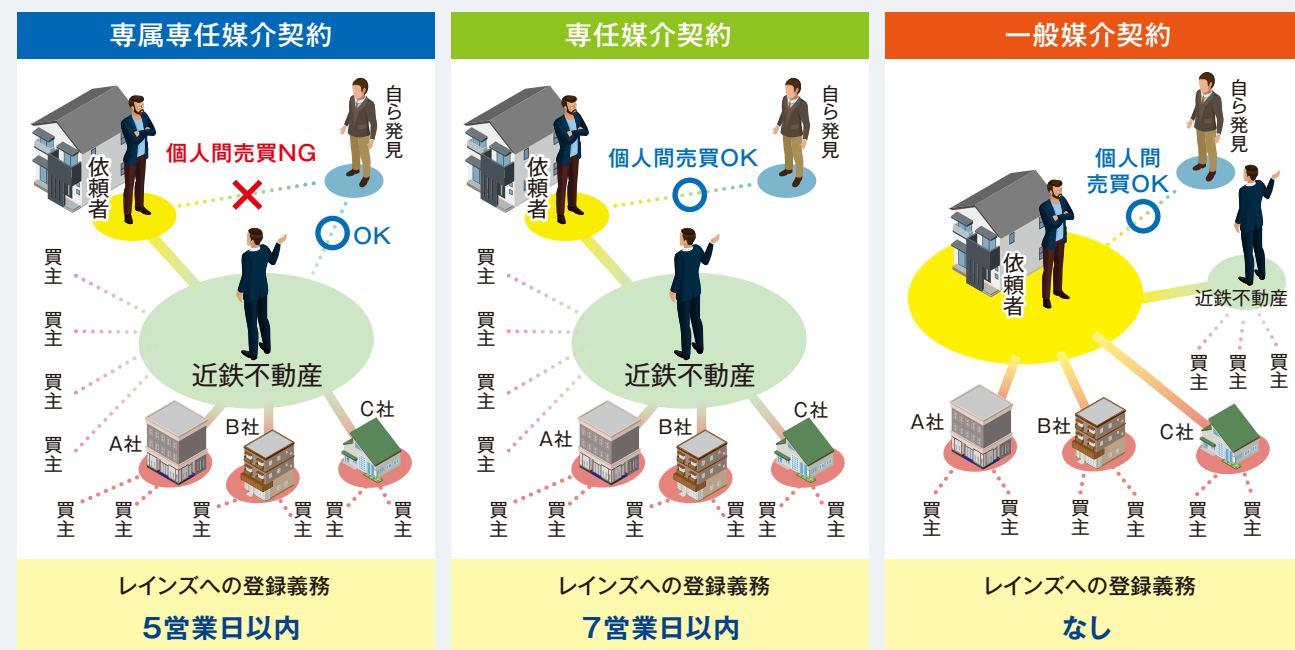 専属専任媒介契約
自ら発見
個人間売買NG
依頼者
OK
買主
買主
買主
買主
近鉄不動産
A社
B社
C社
買主
買主
買主
買主
買主
買主
レインズへの登録義務
5営業日以内
専任媒介契約
自ら発見
個人間売買OK
依頼者
買主
買主
買主
買主
近鉄不動産
A社
B社
C社
買主
買主
買主
買主
買主
買主
レインズへの登録義務
7営業日以内
一般媒介契約
自ら発見
個人間
売買OK
依頼者
近鉄不動産
買主
買主
買主
A社
B社
C社
買主
買主
買主
買主
買主
買主
レインズへの登録義務
なし